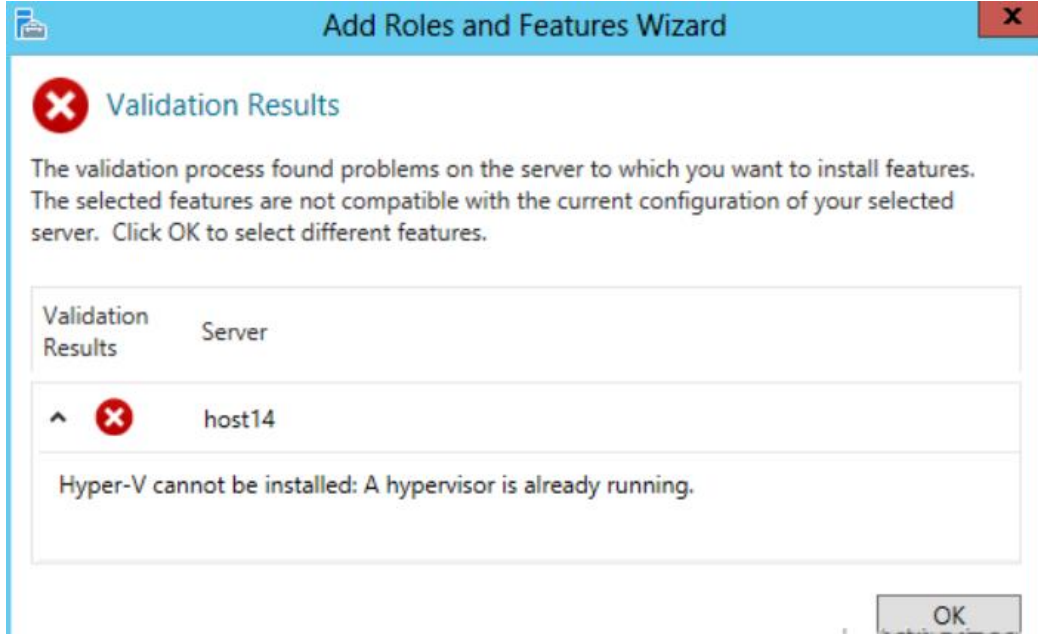 Add Roles and Features Wizard
x
Validation Results
The validation process found problems on the server to which you want to install features.
The selected features are not compatible with the current configuration of your selected
server. Click OK to select different features.
Validation
Results
Server
host14
Hyper-V cannot be installed: A hypervisor is already running.
OK